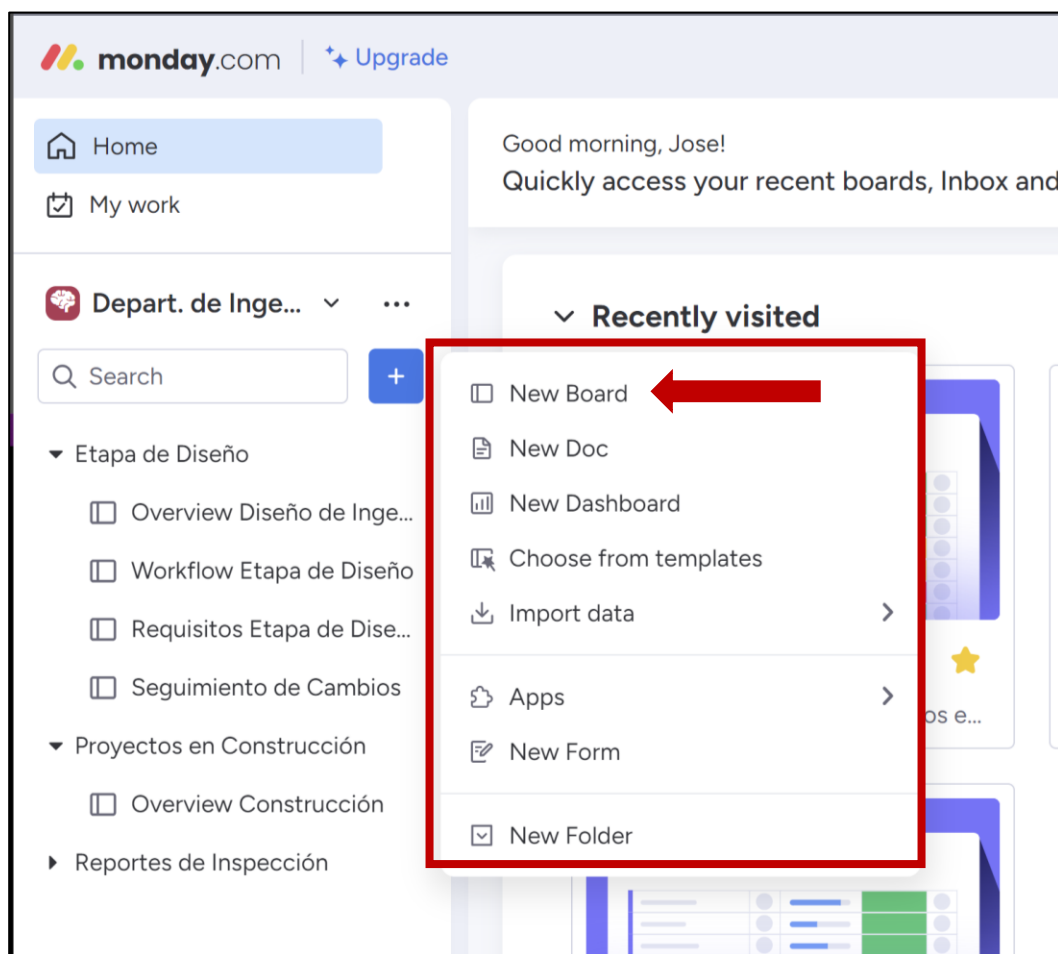 monday.com
Upgrade
Home
My work
Good morning, Jose!
Quickly access your recent boards, Inbox and
Depart. de Inge...
Search
+
Recently visited
New Board
New Doc
New Dashboard
Choose from templates
Import data
Apps
New Form
New Folder
Etapa de Diseño
Overview Diseño de Inge...
Workflow Etapa de Diseño
Requisitos Etapa de Dise...
Seguimiento de Cambios
Proyectos en Construcción
Overview Construcción
Reportes de Inspección
os e...